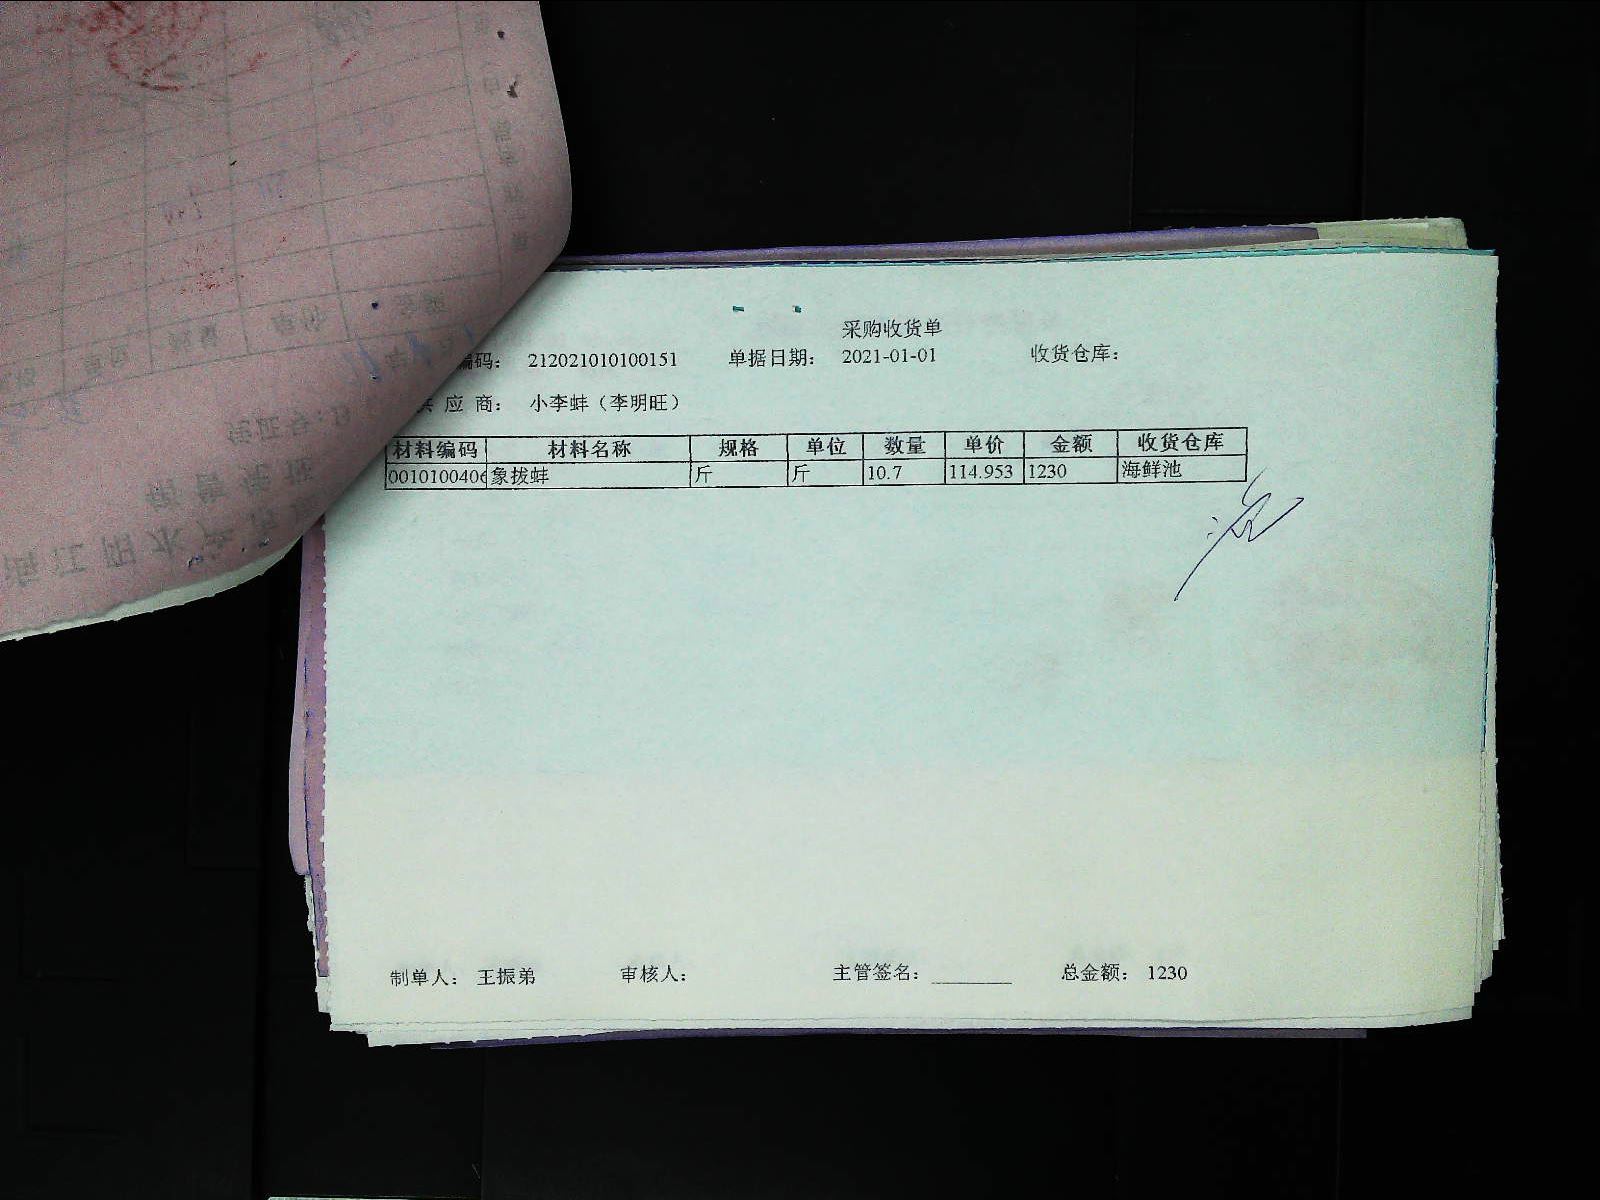 采购收货单
编码： 212021010100151 单据日期： 2021-01-01 收货仓库：
应 商： 小李蚌（李明旺）
材料编码 材料名称 规格 单位 数量 单价 金额 收货仓库
0010100406 象拔蚌 斤 斤 10.7 114.953 1230 海鲜池
制单人： 王振弟 审核人： 主管签名： ________ 总金额： 1230